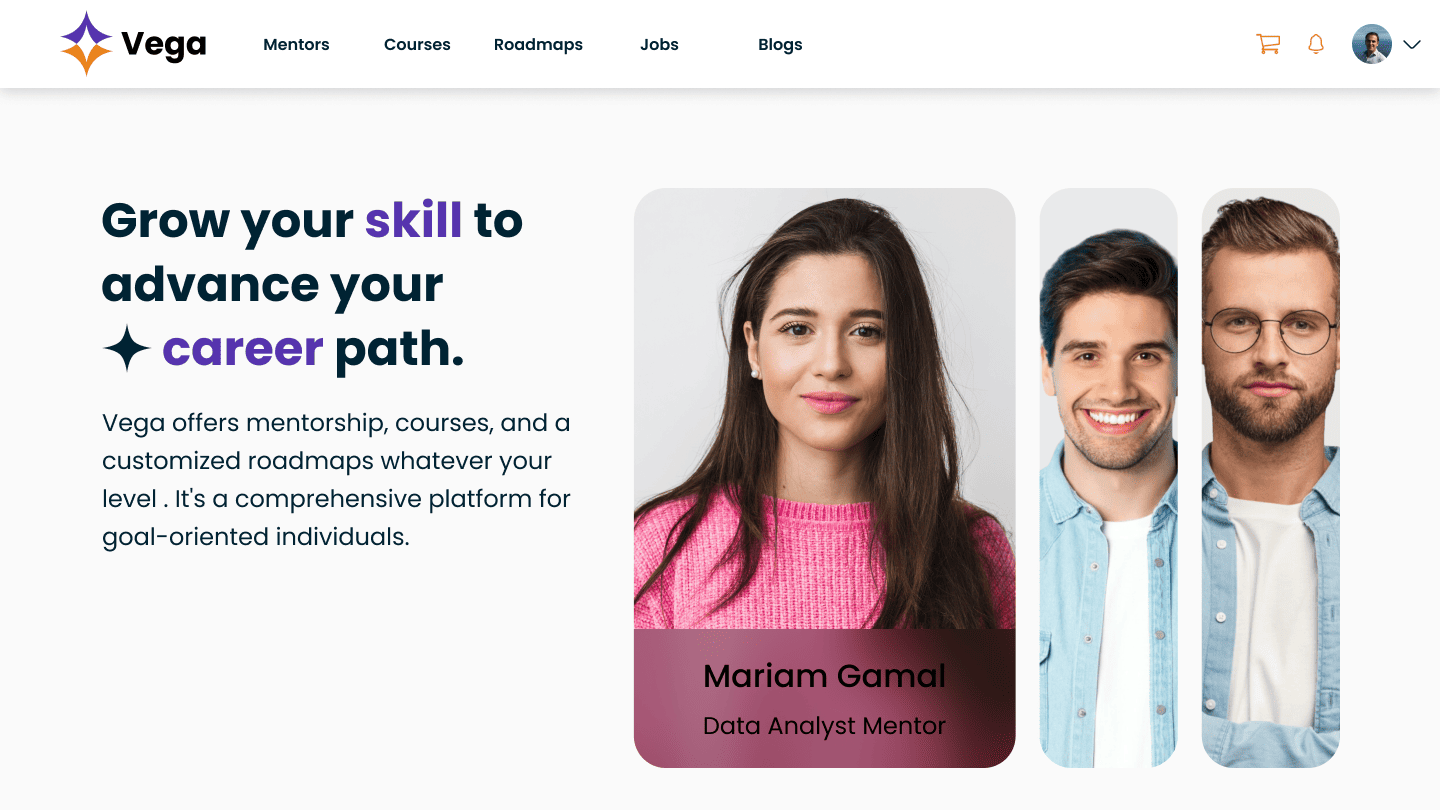 Vega
Mentors
Courses
Roadmaps
Jobs
Blogs
Grow your skill to
advance your
career path.
Vega offers mentorship, courses, and a
customized roadmaps whatever your
level . It's a comprehensive platform for
goal-oriented individuals.
Mariam Gamal
Data Analyst Mentor